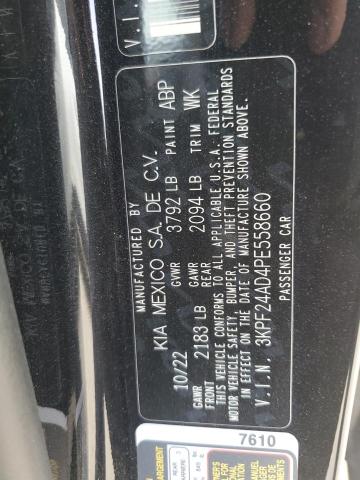 MANUFACTURED BY
KIA MEXICO S.A. DE C.V.
10/22 GVWR 3792 LB PAINT ABP
GAWR FRONT 2183 LB GAWR REAR 2094 LB TRIM WK
THIS VEHICLE CONFORMS TO ALL APPLICABLE U.S.A. FEDERAL
MOTOR VEHICLE SAFETY, BUMPER, AND THEFT PREVENTION STANDARDS
IN EFFECT ON THE DATE OF MANUFACTURE SHOWN ABOVE.
V.I.N. 3KPF24AD4PE558660
PASSENGER CAR
7610